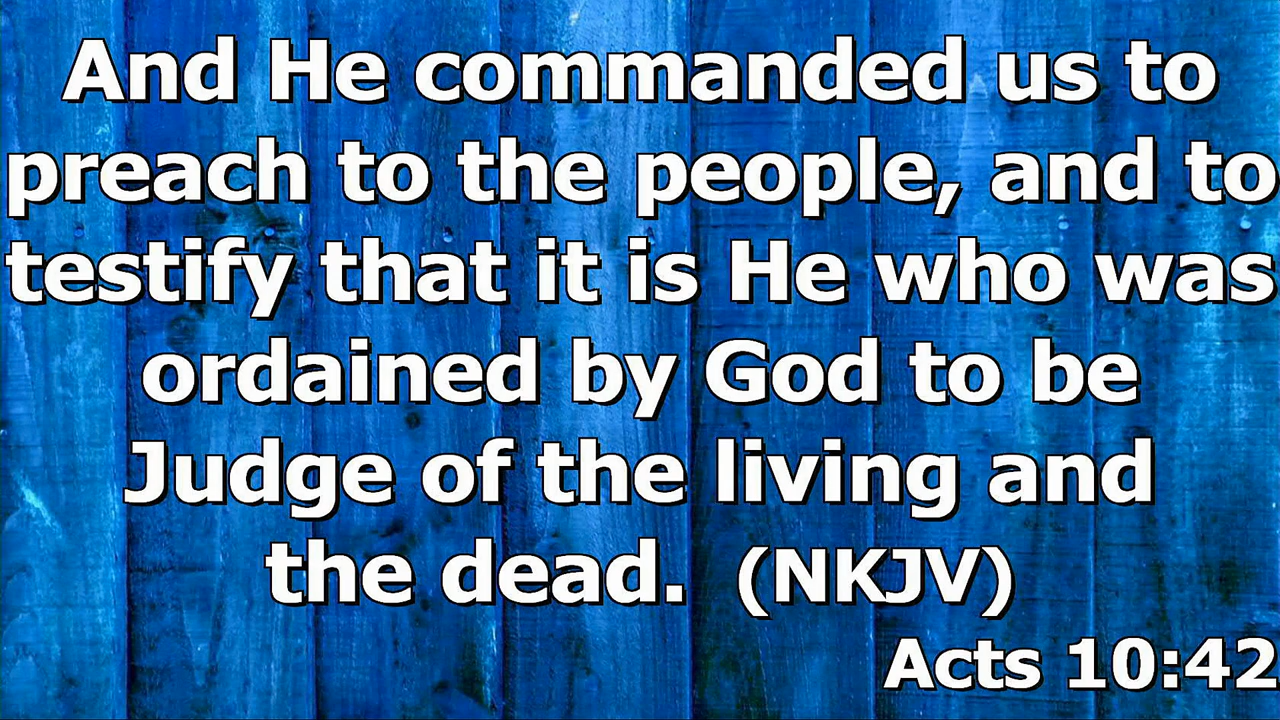 And He commanded us to
preach to the people, and to
testify that it is He who was
ordained by God to be
Judge of the living and
the dead.  (NKJV)
Acts 10:42